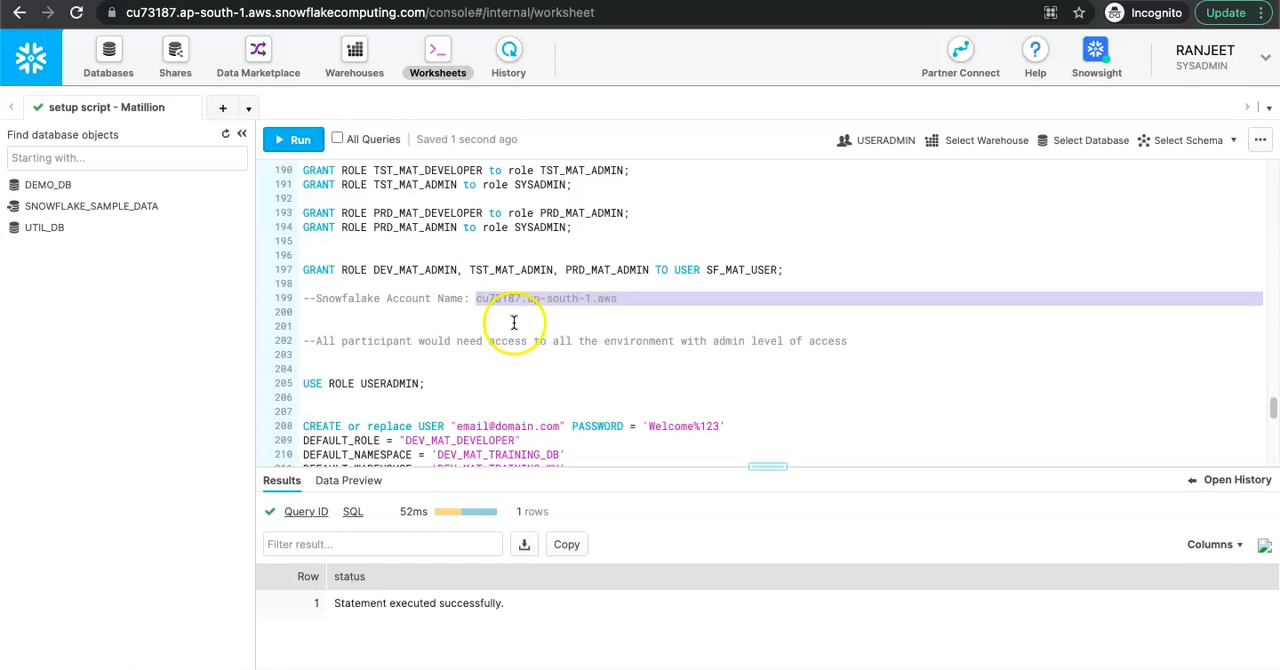 cu73187.ap-south-1.aws.snowflakecomputing.com/console#/internal/worksheet
Incognito
Update
Databases
Shares
Data Marketplace
Warehouses
Worksheets
History
Partner Connect
Help
Snowsight
RANJEET
SYSADMIN
setup script - Matillion
Find database objects
Starting with...
DEMO_DB
SNOWFLAKE_SAMPLE_DATA
UTIL_DB
Run
All Queries
Saved 1 second ago
USERADMIN
Select Warehouse
Select Database
Select Schema
190 GRANT ROLE TST_MAT_DEVELOPER to role TST_MAT_ADMIN;
191 GRANT ROLE TST_MAT_ADMIN to role SYSADMIN;
192
193 GRANT ROLE PRD_MAT_DEVELOPER to role PRD_MAT_ADMIN;
194 GRANT ROLE PRD_MAT_ADMIN to role SYSADMIN;
195
196
197 GRANT ROLE DEV_MAT_ADMIN, TST_MAT_ADMIN, PRD_MAT_ADMIN TO USER SF_MAT_USER;
198
199 --Snowfalake Account Name: cu73187.ap-south-1.aws
200
201
202 --All participant would need access to all the environment with admin level of access
203
204
205 USE ROLE USERADMIN;
206
207
208 CREATE or replace USER "email@domain.com" PASSWORD = 'Welcome%123'
209 DEFAULT_ROLE = "DEV_MAT_DEVELOPER"
210 DEFAULT_NAMESPACE = 'DEV_MAT_TRAINING_DB'
Results
Data Preview
Open History
Query ID
SQL
52ms
1 rows
Filter result...
Copy
Columns
Row
status
1
Statement executed successfully.